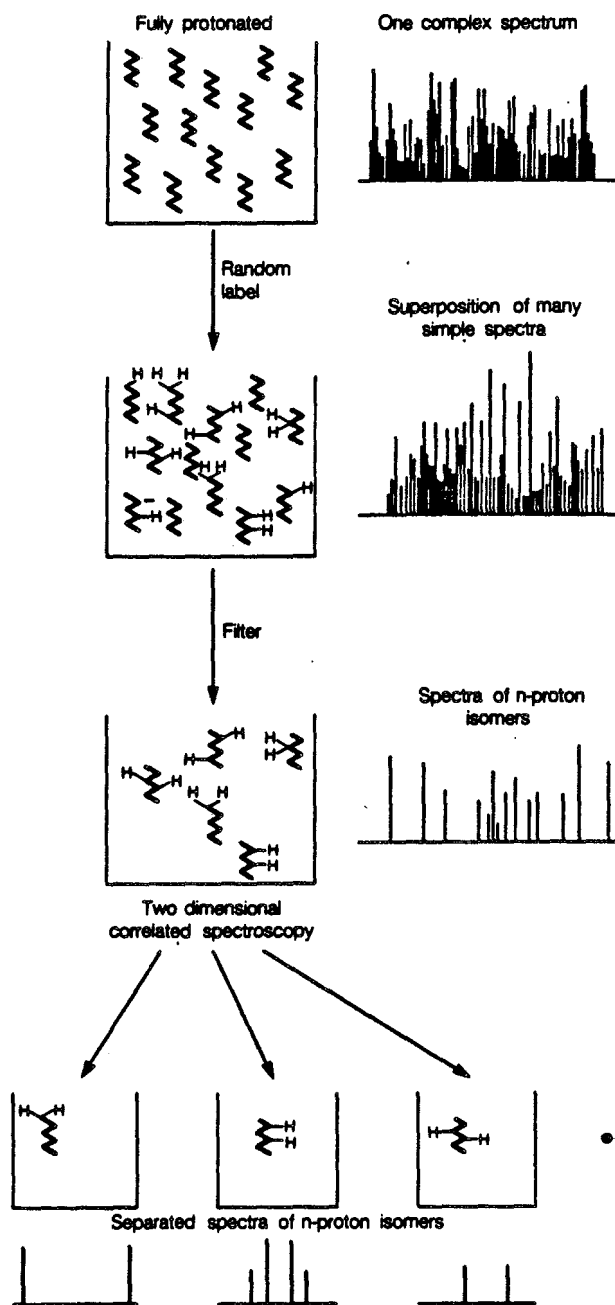 Fully protonated
One complex spectrum
Random
label
Superposition of many
simple spectra
H H H
H
H
H
H
H
H
H
H H
H
H
H
H
H
Filter
Spectra of n-proton
isomers
H
H
H
H
H
H
H H
H
H
Two dimensional
correlated spectroscopy
H H
H
H
H
H
Separated spectra of n-proton isomers